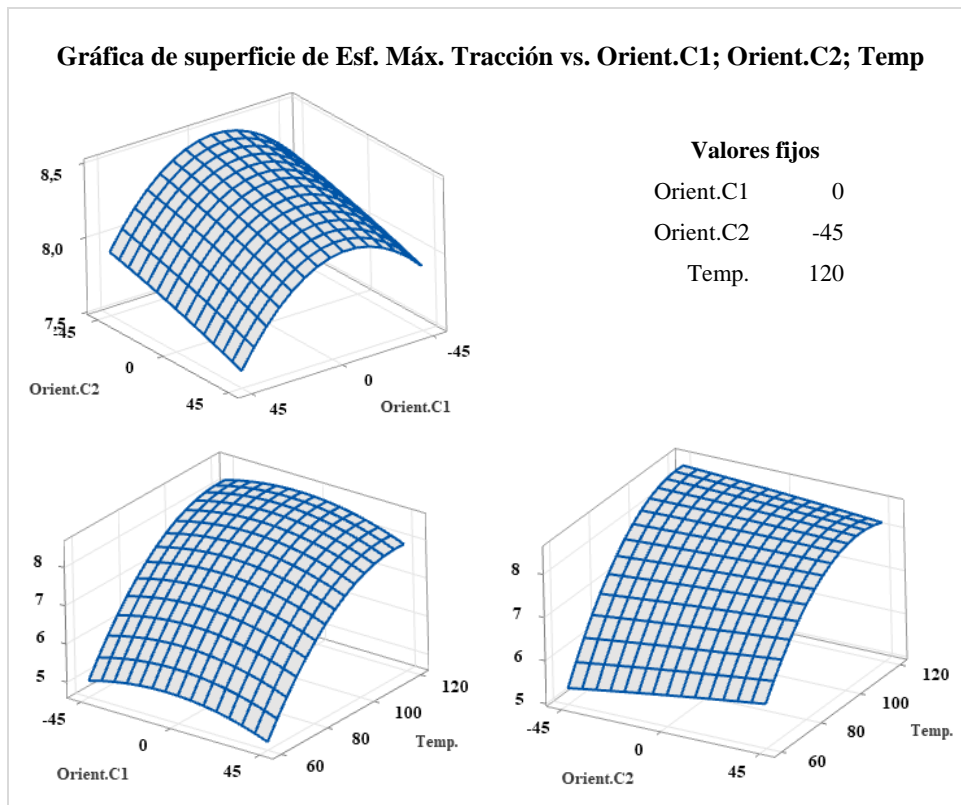 Gráfica de superficie de Esf. Máx. Tracción vs. Orient.C1; Orient.C2; Temp
Valores fijos
Orient.C1 0
Orient.C2 -45
Temp. 120
8,5
8,0
7,5
-45
0
45
Orient.C2
45
0
-45
Orient.C1
8
7
6
5
-45
0
45
Orient.C1
60
80
100
120
Temp.
8
7
6
5
-45
0
45
Orient.C2
60
80
100
120
Temp.